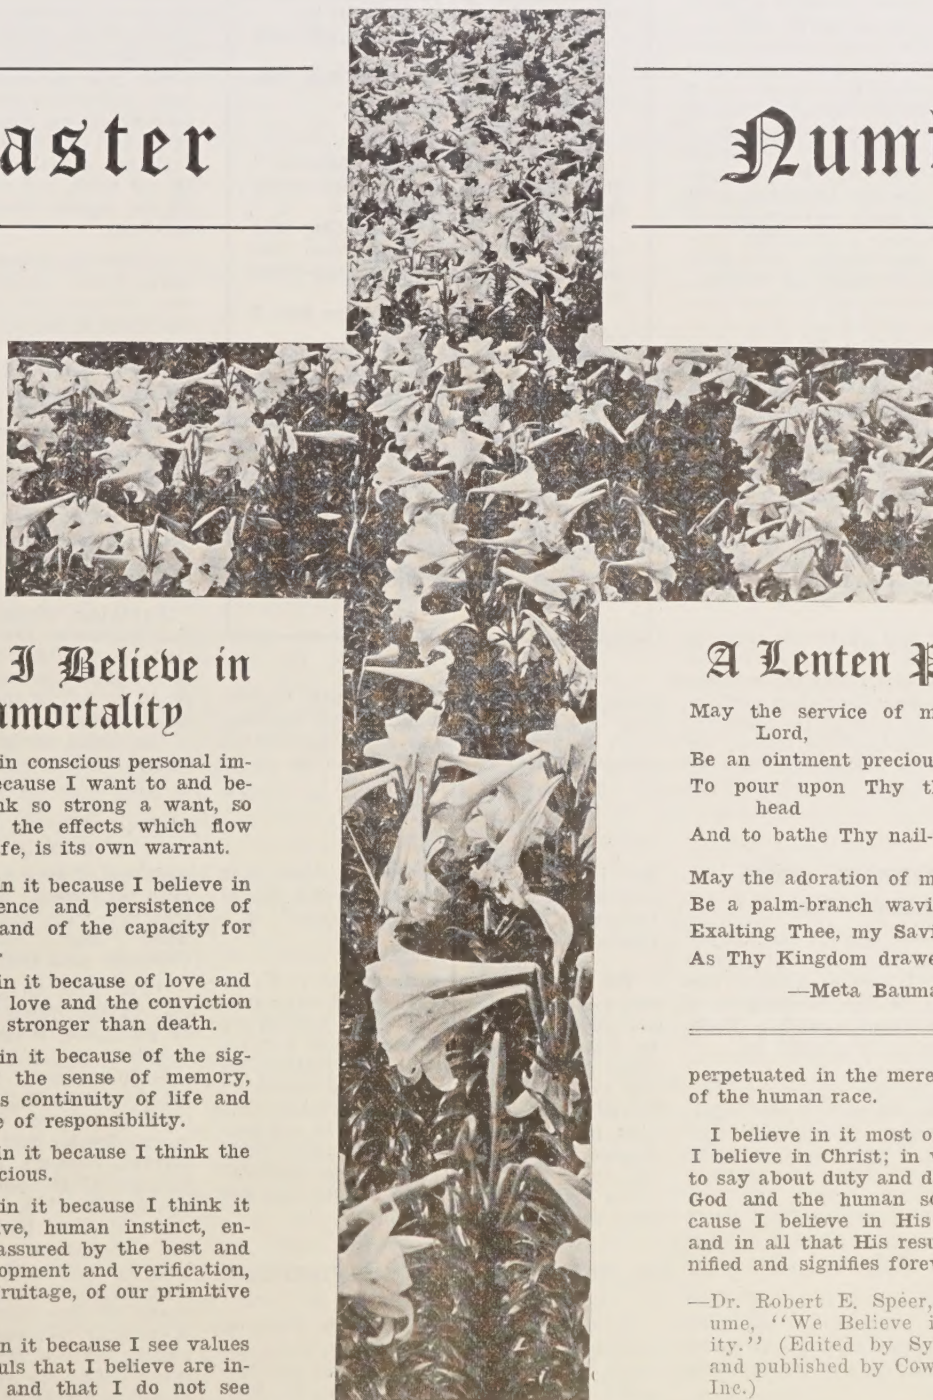 aster
Num
I Believe in
mmortality
in conscious personal im-
ecause I want to and be-
nk so strong a want, so
the effects which flow
fe, is its own warrant.
in it because I believe in
ence and persistence of
and of the capacity for
.
in it because of love and
love and the conviction
stronger than death.
in it because of the sig-
the sense of memory,
s continuity of life and
e of responsibility.
in it because I think the
cious.
in it because I think it
ve, human instinct, en-
assured by the best and
opment and verification,
ruitage, of our primitive
n it because I see values
uls that I believe are in-
and that I do not see
A Lenten P
May the service of m
Lord,
Be an ointment preciou
To pour upon Thy th
head
And to bathe Thy nail-
May the adoration of m
Be a palm-branch wavi
Exalting Thee, my Savi
As Thy Kingdom drawe
—Meta Bauma
perpetuated in the mere
of the human race.
I believe in it most o
I believe in Christ; in
to say about duty and d
God and the human so
cause I believe in His
and in all that His resu
nified and signifies forev
—Dr. Robert E. Speer,
ume, “We Believe i
ity.” (Edited by Sy
and published by Cow
Inc.)